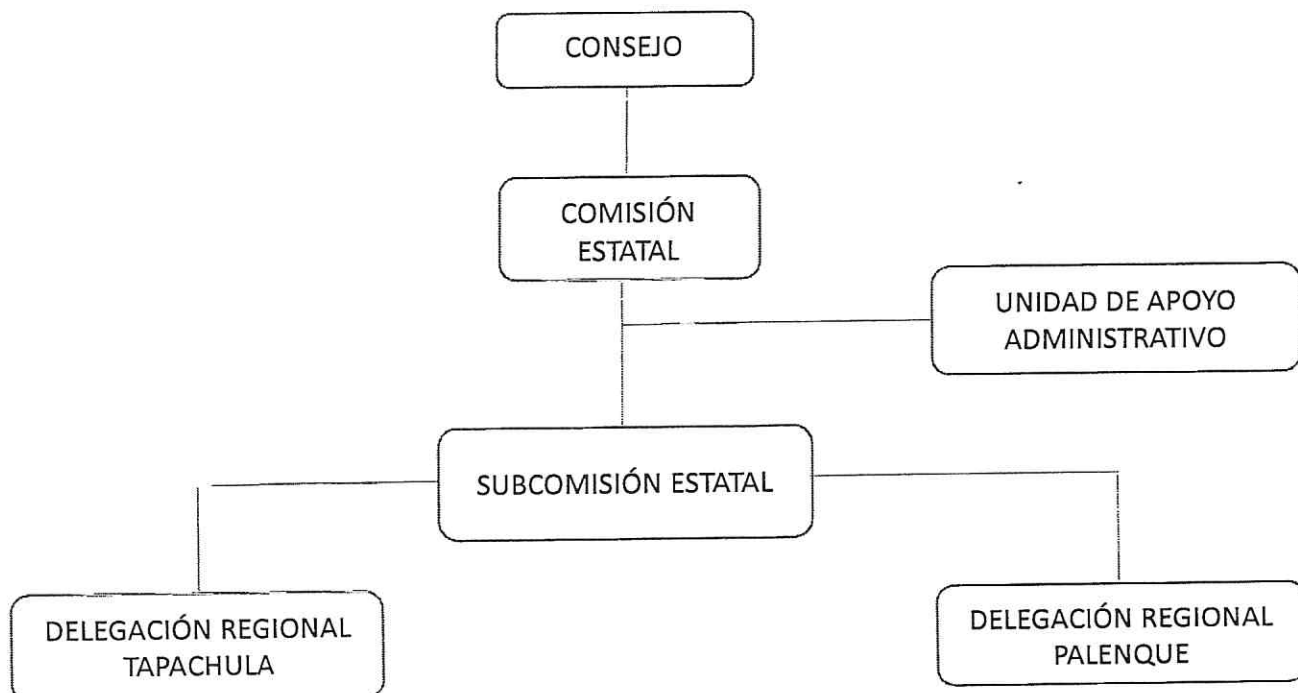 CONSEJO
COMISIÓN
ESTATAL
UNIDAD DE APOYO
ADMINISTRATIVO
SUBCOMISIÓN ESTATAL
DELEGACIÓN REGIONAL
TAPACHULA
DELEGACIÓN REGIONAL
PALENQUE